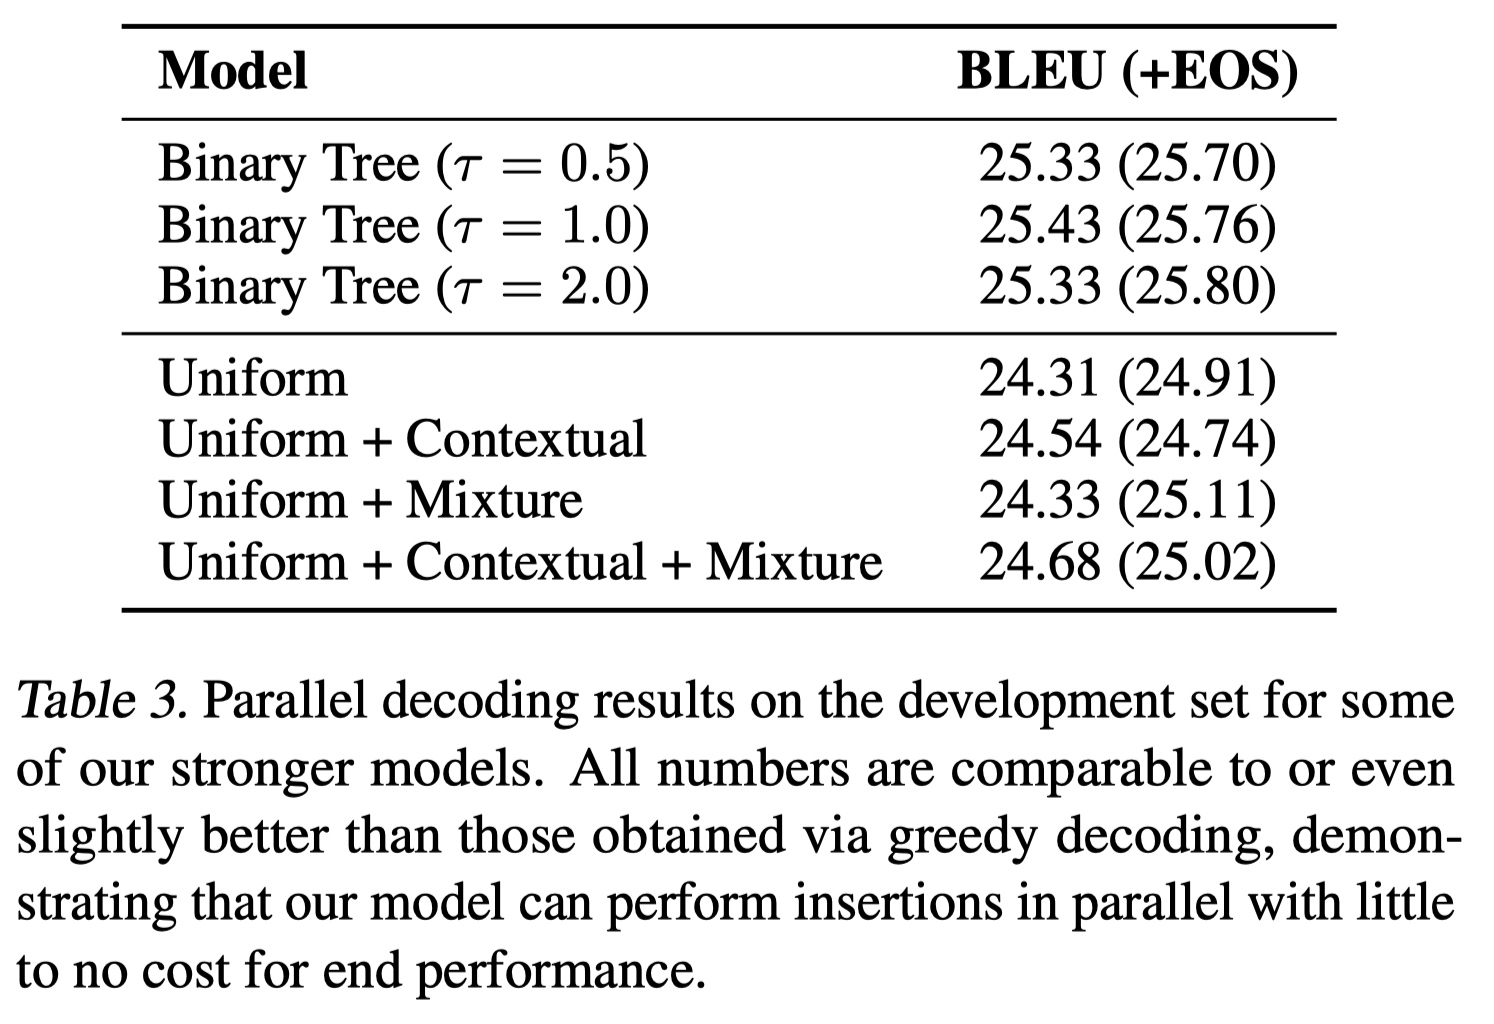 Model BLEU (+EOS)
Binary Tree (τ = 0.5) 25.33 (25.70)
Binary Tree (τ = 1.0) 25.43 (25.76)
Binary Tree (τ = 2.0) 25.33 (25.80)
Uniform 24.31 (24.91)
Uniform + Contextual 24.54 (24.74)
Uniform + Mixture 24.33 (25.11)
Uniform + Contextual + Mixture 24.68 (25.02)
Table 3. Parallel decoding results on the development set for some
of our stronger models. All numbers are comparable to or even
slightly better than those obtained via greedy decoding, demon-
strating that our model can perform insertions in parallel with little
to no cost for end performance.